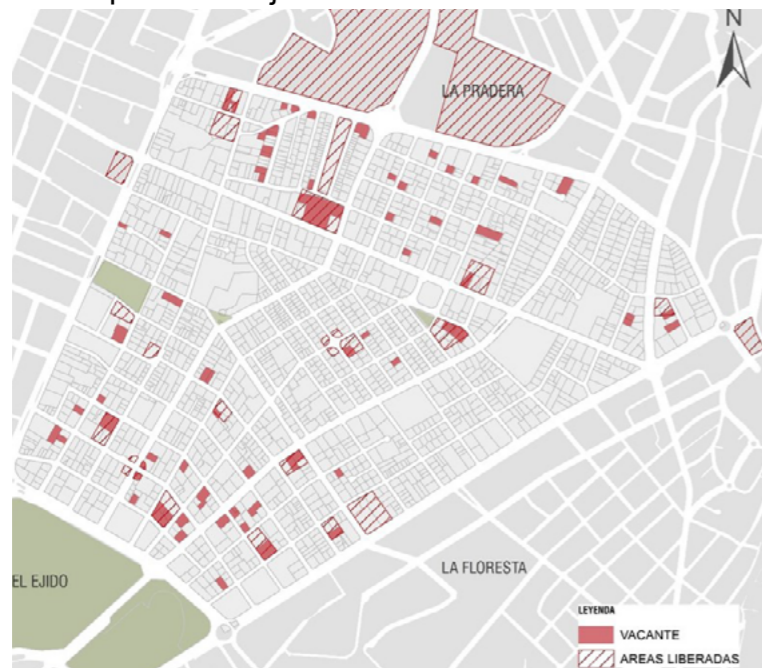 N
LA PRADERA
EL EJIDO
LA FLORESTA
LEYENDA
VACANTE
AREAS LIBERADAS